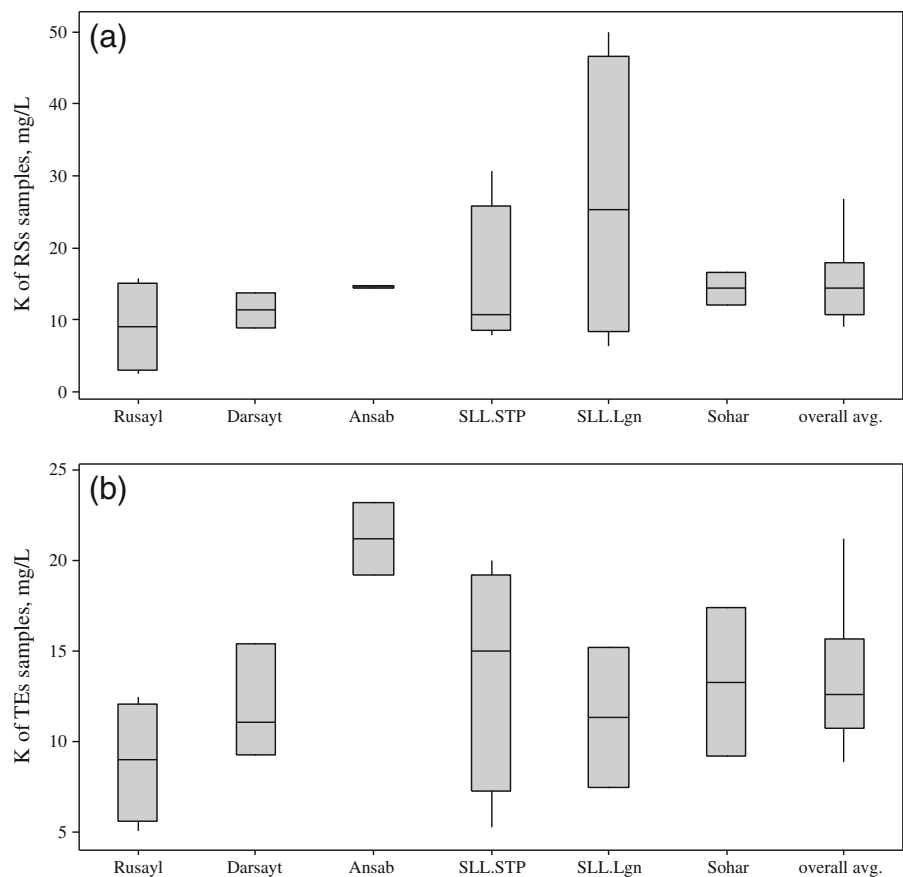 (a)
K of RSs samples, mg/L
50
40
30
20
10
0
Rusayl Darsayt Ansab SLL.STP SLL.Lgn Sohar overall avg.
(b)
K of TEs samples, mg/L
25
20
15
10
5
Rusayl Darsayt Ansab SLL.STP SLL.Lgn Sohar overall avg.